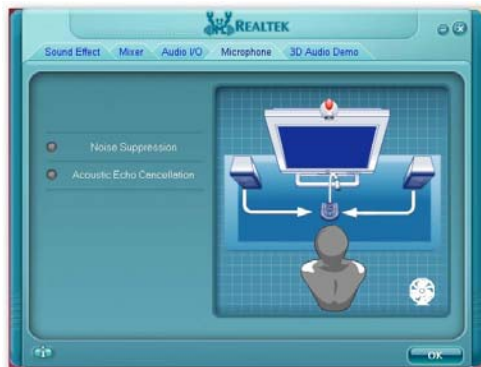 REALTEK
Sound Effect Mixer Audio I/O Microphone 3D Audio Demo
Noise Suppression
Acoustic Echo Cancellation
OK